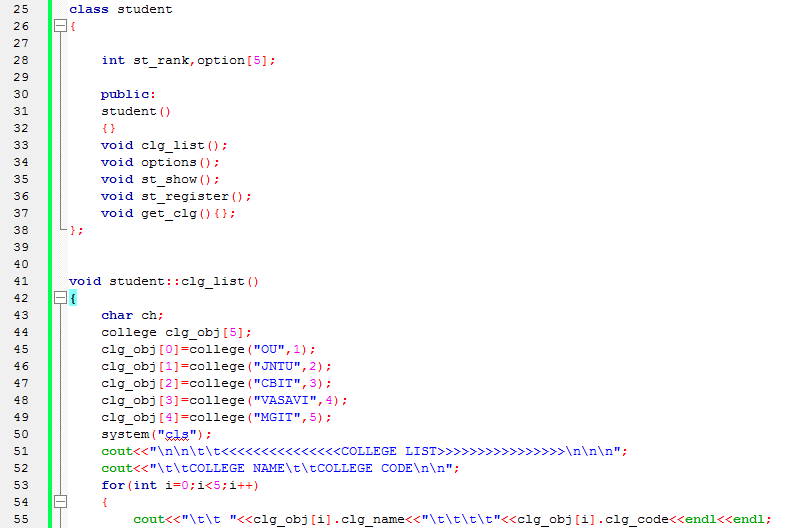 25 class student
26 {
27
28 int st_rank,option[5];
29
30 public:
31 student()
32 {}
33 void clg_list();
34 void options();
35 void st_show();
36 void st_register();
37 void get_clg(){};
38 };
39
40
41 void student::clg_list()
42 {
43 char ch;
44 college clg_obj[5];
45 clg_obj[0]=college("OU",1);
46 clg_obj[1]=college("JNTU",2);
47 clg_obj[2]=college("CBIT",3);
48 clg_obj[3]=college("VASAVI",4);
49 clg_obj[4]=college("MGIT",5);
50 system("cls");
51 cout<<"\n\n\t\t<<<<<<<<<<<<<<<COLLEGE LIST>>>>>>>>>>>>>>>>\n\n\n";
52 cout<<"\t\tCOLLEGE NAME\t\tCOLLEGE CODE\n\n";
53 for(int i=0;i<5;i++)
54 {
55 cout<<"\t\t "<<clg_obj[i].clg_name<<"\t\t\t\t"<<clg_obj[i].clg_code<<endl<<endl;